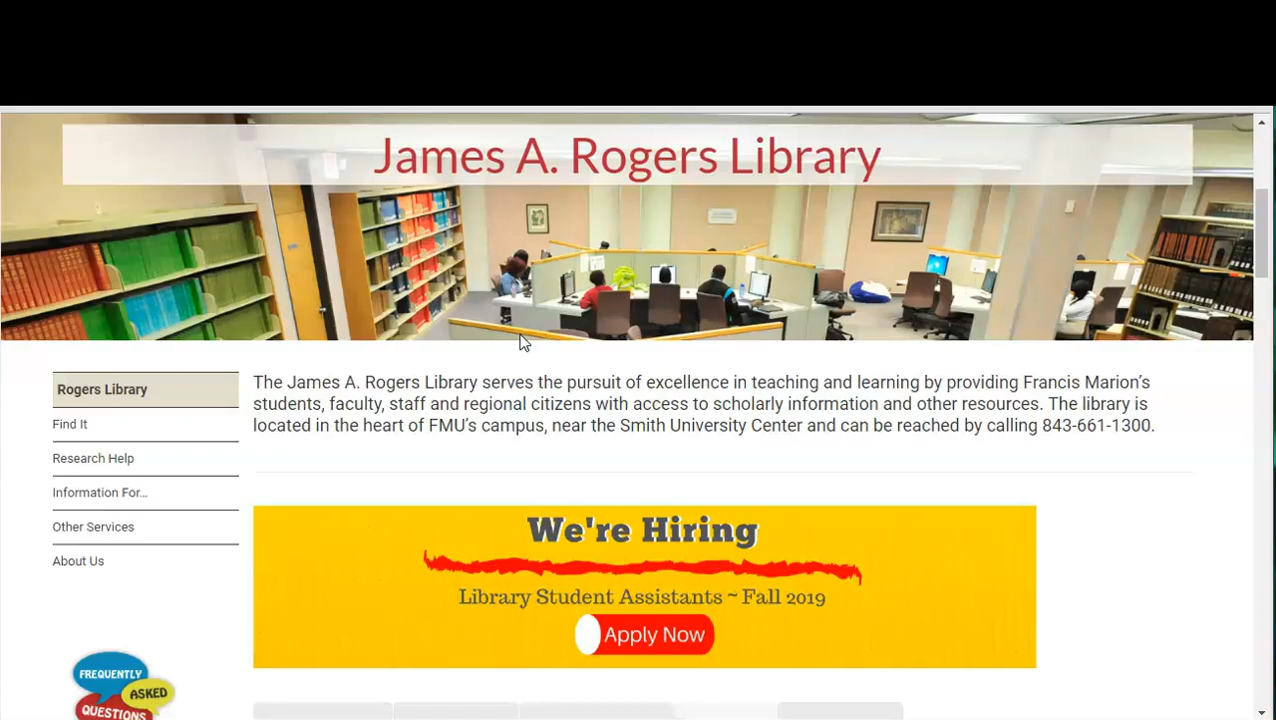 James A. Rogers Library
Rogers Library
Find It
Research Help
Information For...
Other Services
About Us
The James A. Rogers Library serves the pursuit of excellence in teaching and learning by providing Francis Marion's
students, faculty, staff and regional citizens with access to scholarly information and other resources. The library is
located in the heart of FMU's campus, near the Smith University Center and can be reached by calling 843-661-1300.
We're Hiring
Library Student Assistants ~ Fall 2019
Apply Now
FREQUENTLY
ASKED
QUESTIONS